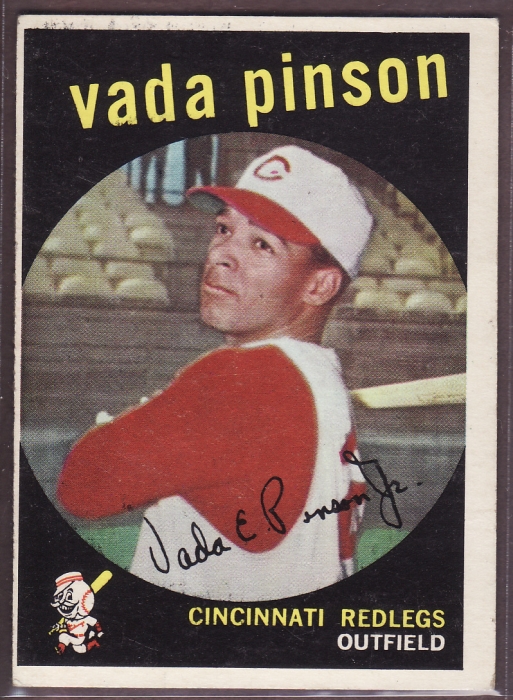 vada pinson
C
Vada E. Pinson Jr.
CINCINNATI REDLEGS
OUTFIELD